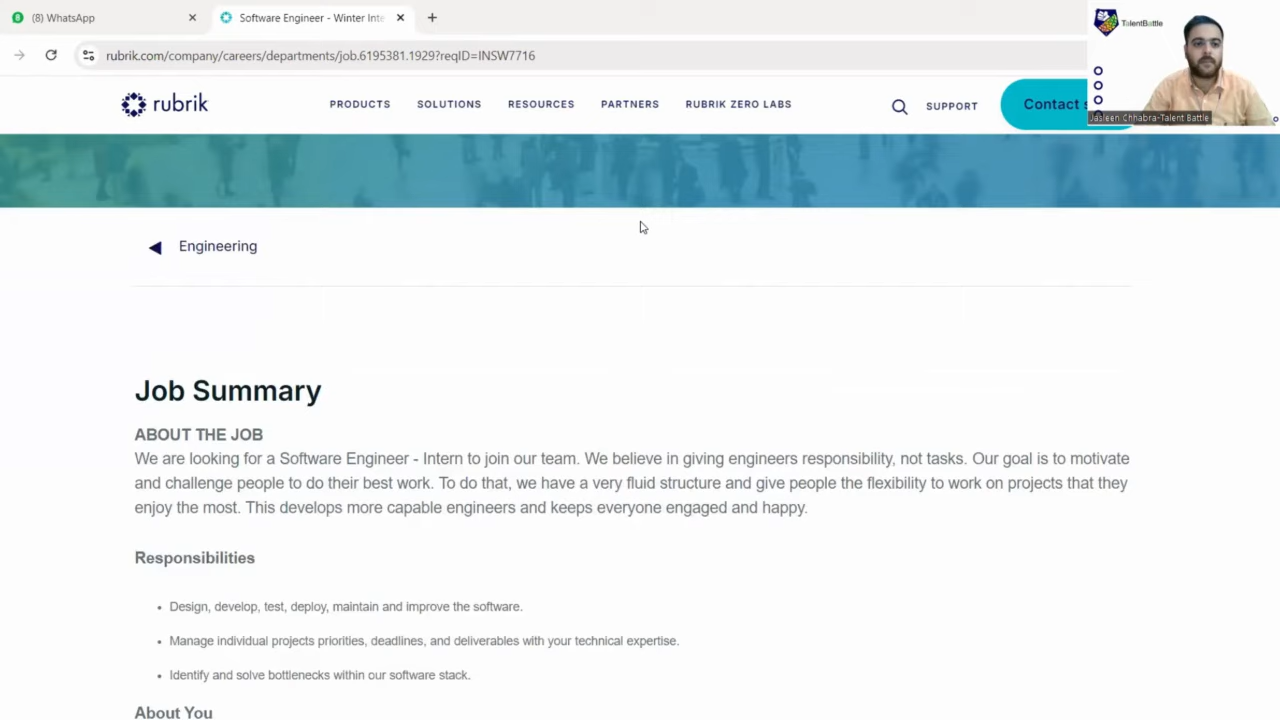 (8) WhatsApp
Software Engineer - Winter Inte
rubrik.com/company/careers/departments/job.6195381.1929?reqID=INSW7716
TalentBattle
Jasleen Chhabra-Talent Battle
rubrik
PRODUCTS SOLUTIONS RESOURCES PARTNERS RUBRIK ZERO LABS SUPPORT Contact s
Engineering
Job Summary
ABOUT THE JOB
We are looking for a Software Engineer - Intern to join our team. We believe in giving engineers responsibility, not tasks. Our goal is to motivate
and challenge people to do their best work. To do that, we have a very fluid structure and give people the flexibility to work on projects that they
enjoy the most. This develops more capable engineers and keeps everyone engaged and happy.
Responsibilities
• Design, develop, test, deploy, maintain and improve the software.
• Manage individual projects priorities, deadlines, and deliverables with your technical expertise.
• Identify and solve bottlenecks within our software stack.
About You